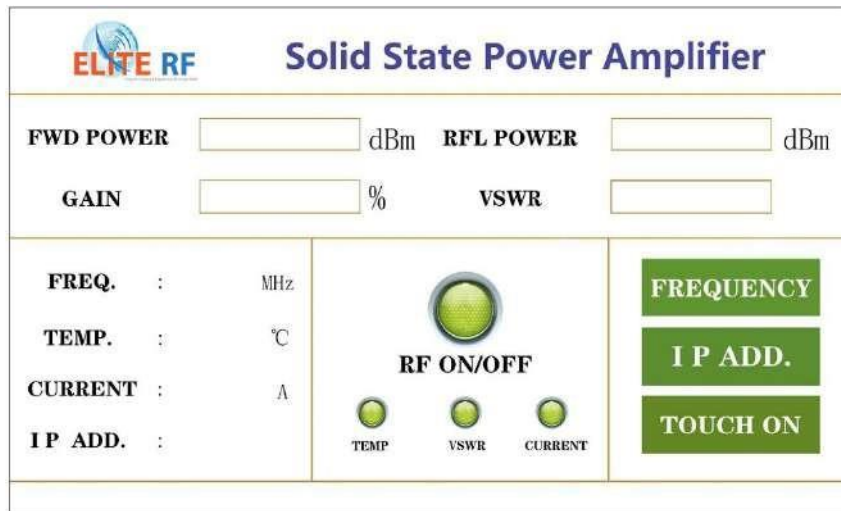 ELITE RF Solid State Power Amplifier
FWD POWER dBm RFL POWER dBm
GAIN % VSWR
FREQ. : MHz
TEMP. : ℃
CURRENT : A
I P ADD. :
RF ON/OFF
TEMP VSWR CURRENT
FREQUENCY
I P ADD.
TOUCH ON